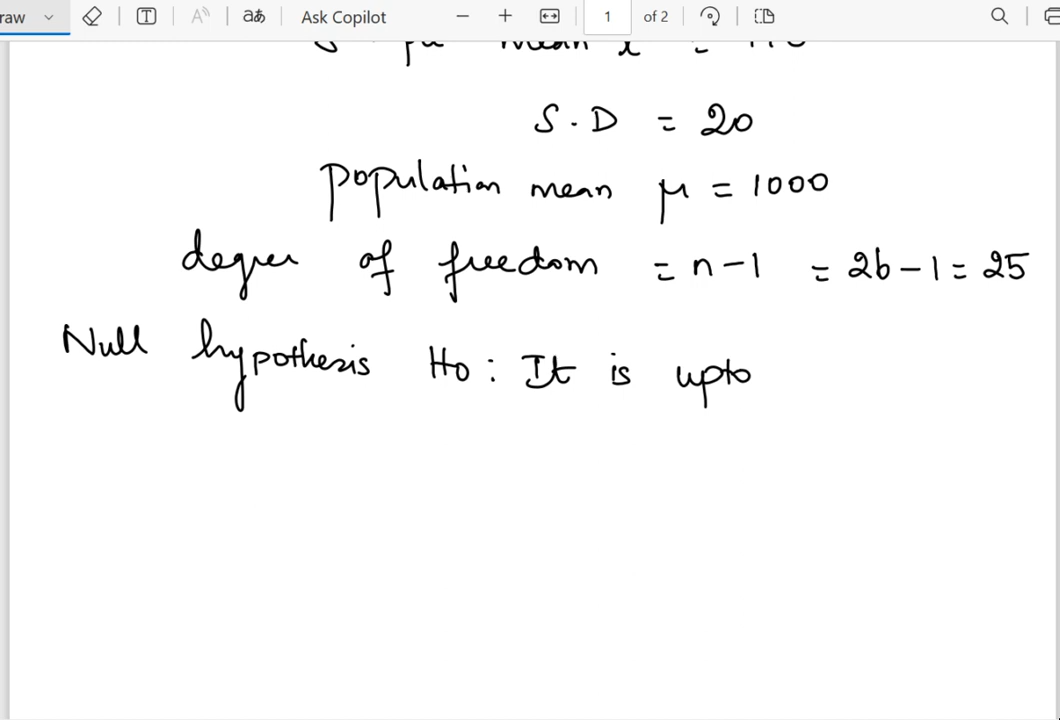 raw Ask Copilot 1 of 2
mean
S.D = 20
population mean μ = 1000
degree of freedom = n-1 = 26-1 = 25
Null hypothesis Ho: It is upto